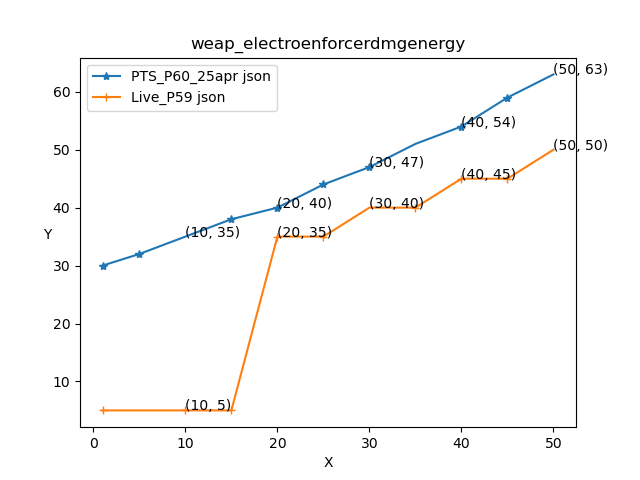 weap_electroenforcerdmgenergy
PTS_P60_25apr json
Live_P59 json
(50, 63)
(40, 54)
(30, 47)
(20, 40)
(10, 35)
(50, 50)
(40, 45)
(30, 40)
(20, 35)
(10, 5)
Y
60
50
40
30
20
10
0 10 20 30 40 50
X